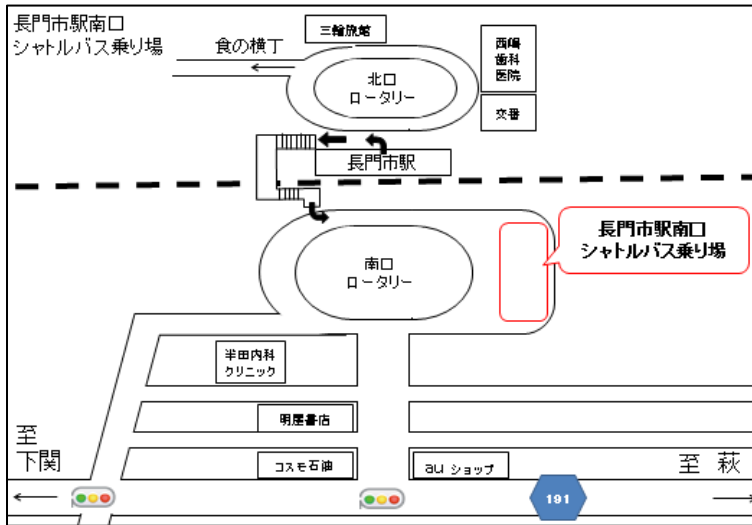 長門市駅南口
シャトルバス乗り場
食の横丁
三輪旅館
西嶋
歯科
医院
北口
ロータリー
交番
長門市駅
長門市駅南口
シャトルバス乗り場
南口
ロータリー
半田内科
クリニック
明屋書店
至
下関
コスモ石油
au ショップ
至 萩
191